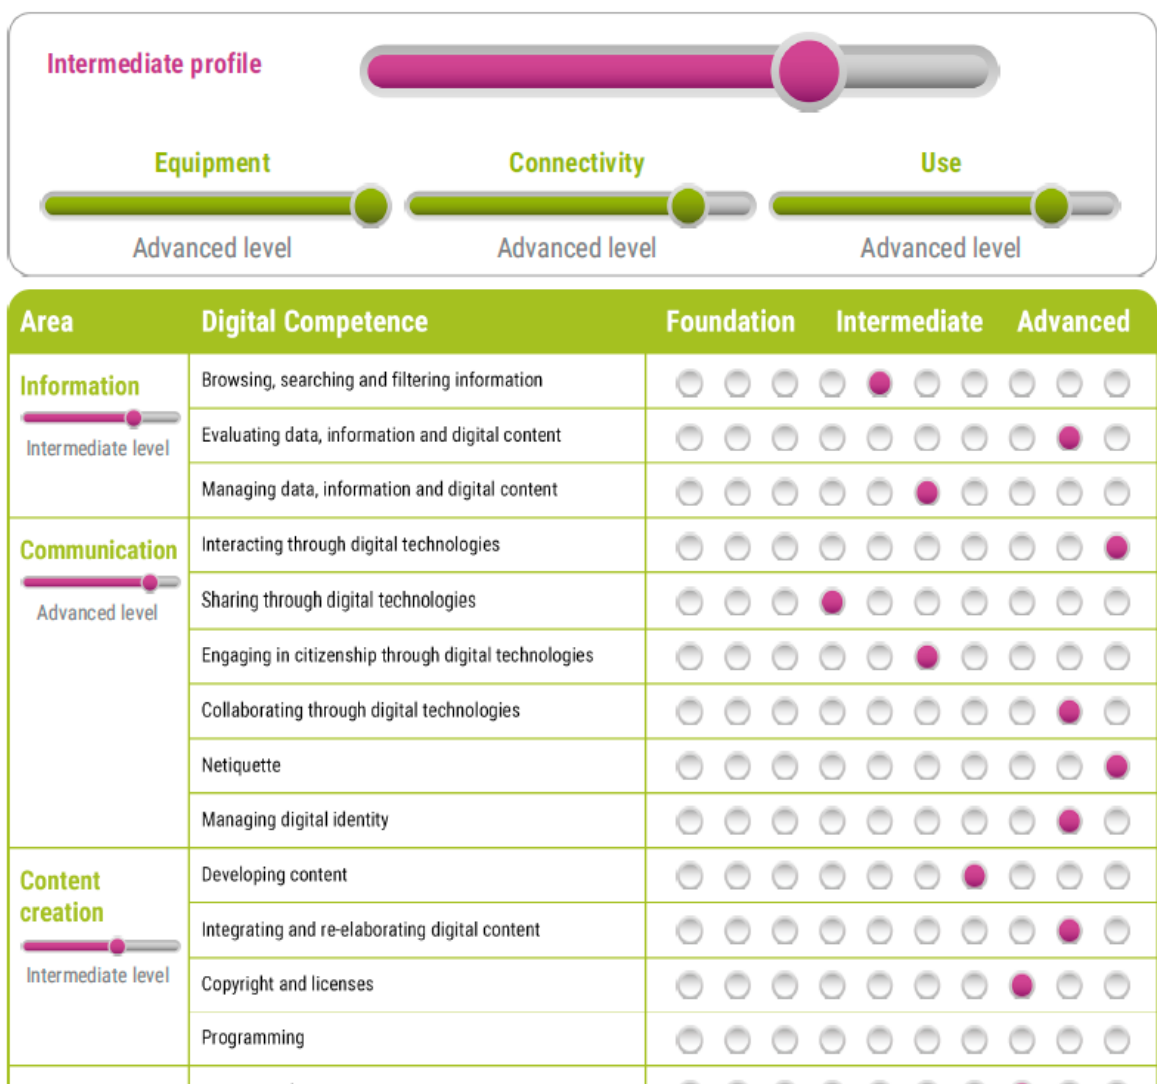 Intermediate profile
Equipment Connectivity Use
Advanced level Advanced level Advanced level
Area Digital Competence Foundation Intermediate Advanced
Information
Intermediate level
Browsing, searching and filtering information
Evaluating data, information and digital content
Managing data, information and digital content
Communication
Advanced level
Interacting through digital technologies
Sharing through digital technologies
Engaging in citizenship through digital technologies
Collaborating through digital technologies
Netiquette
Managing digital identity
Content
creation
Intermediate level
Developing content
Integrating and re-elaborating digital content
Copyright and licenses
Programming